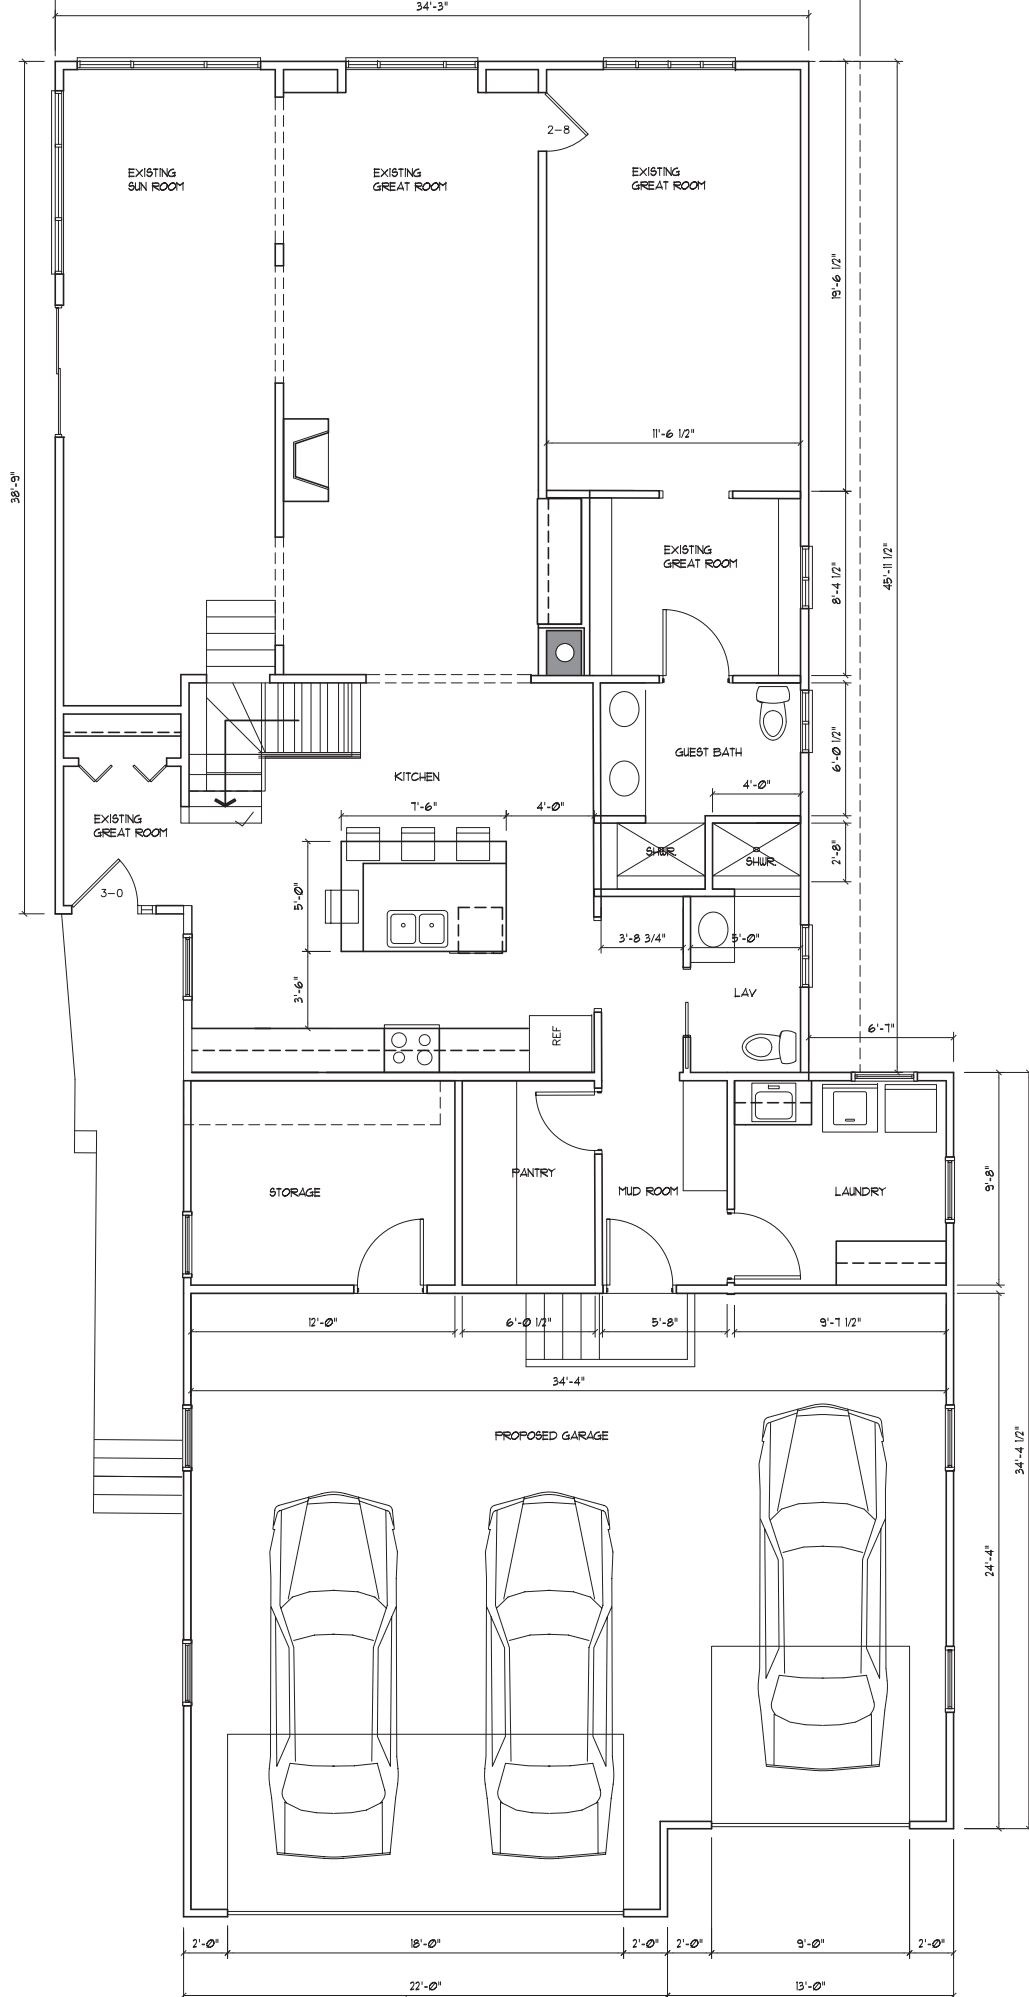 34'-3"
2-8
EXISTING
SUN ROOM
EXISTING
GREAT ROOM
EXISTING
GREAT ROOM
19'-6 1/2"
11'-6 1/2"
38'-9"
EXISTING
GREAT ROOM
8'-4 1/2"
45'-11 1/2"
GUEST BATH
6'-0 1/2"
KITCHEN
4'-0"
7'-6"
4'-0"
EXISTING
GREAT ROOM
SHWR.
SHWR.
2'-8"
3-0
5'-0"
3'-8 3/4"
5'-0"
3'-6"
LAV
REF
6'-7"
STORAGE
PANTRY
MUD ROOM
LAUNDRY
9'-8"
12'-0"
6'-0 1/2"
5'-8"
9'-7 1/2"
34'-4"
PROPOSED GARAGE
34'-4 1/2"
24'-4"
2'-0"
18'-0"
2'-0"
2'-0"
9'-0"
2'-0"
22'-0"
13'-0"